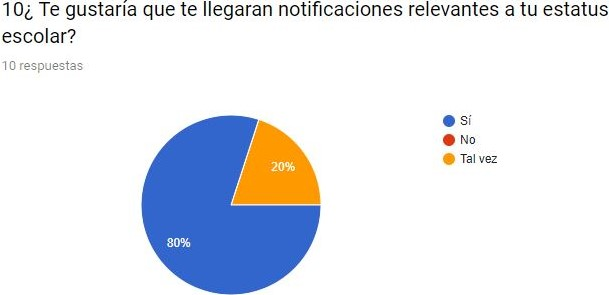 10¿ Te gustaría que te llegaran notificaciones relevantes a tu estatus
escolar?
10 respuestas
Sí
No
Tal vez
20%
80%